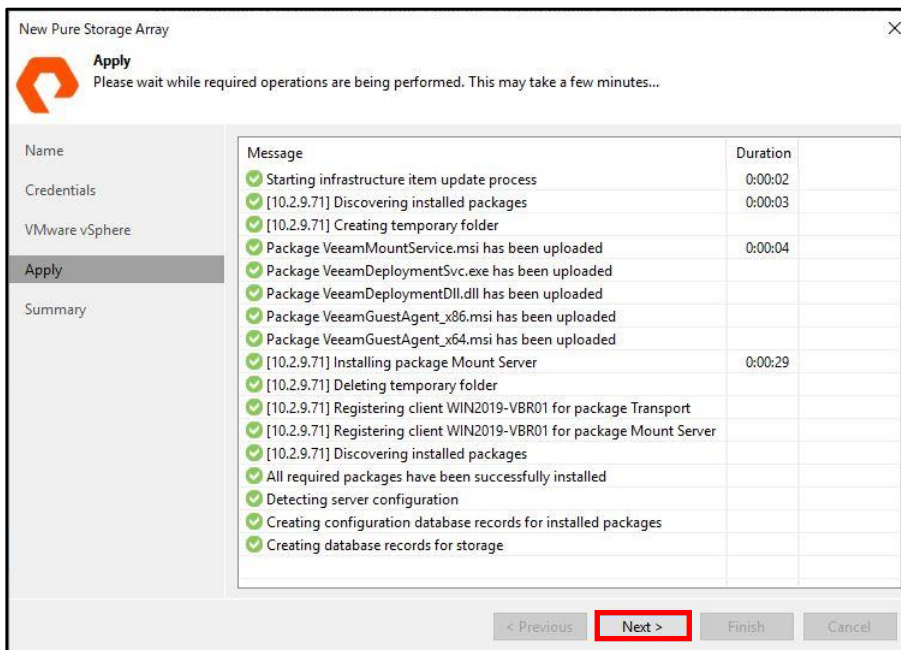 New Pure Storage Array
Apply
Please wait while required operations are being performed. This may take a few minutes...
Name
Credentials
VMware vSphere
Apply
Summary
Message Duration
Starting infrastructure item update process 0:00:02
[10.2.9.71] Discovering installed packages 0:00:03
[10.2.9.71] Creating temporary folder
Package VeeamMountService.msi has been uploaded 0:00:04
Package VeeamDeploymentSvc.exe has been uploaded
Package VeeamDeploymentDll.dll has been uploaded
Package VeeamGuestAgent_x86.msi has been uploaded
Package VeeamGuestAgent_x64.msi has been uploaded
[10.2.9.71] Installing package Mount Server 0:00:29
[10.2.9.71] Deleting temporary folder
[10.2.9.71] Registering client WIN2019-VBR01 for package Transport
[10.2.9.71] Registering client WIN2019-VBR01 for package Mount Server
[10.2.9.71] Discovering installed packages
All required packages have been successfully installed
Detecting server configuration
Creating configuration database records for installed packages
Creating database records for storage
< Previous Next > Finish Cancel